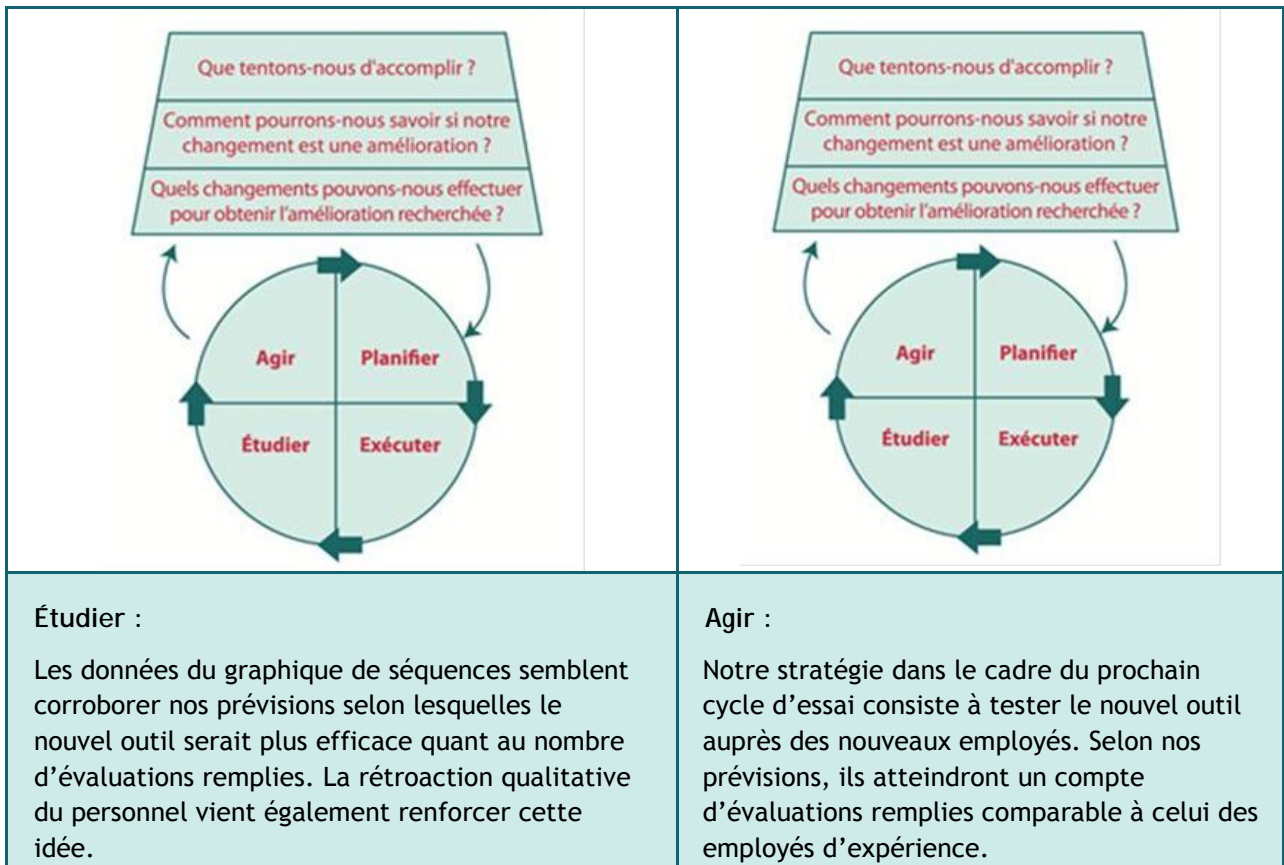 Que tentons-nous d'accomplir ?
Comment pourrons-nous savoir si notre
changement est une amélioration ?
Quels changements pouvons-nous effectuer
pour obtenir l'amélioration recherchée ?
Agir
Planifier
Étudier
Exécuter
Que tentons-nous d'accomplir ?
Comment pourrons-nous savoir si notre
changement est une amélioration ?
Quels changements pouvons-nous effectuer
pour obtenir l'amélioration recherchée ?
Agir
Planifier
Étudier
Exécuter
Étudier :
Les données du graphique de séquences semblent
corroborer nos prévisions selon lesquelles le
nouvel outil serait plus efficace quant au nombre
d’évaluations remplies. La rétroaction qualitative
du personnel vient également renforcer cette
idée.
Agir :
Notre stratégie dans le cadre du prochain
cycle d’essai consiste à tester le nouvel outil
auprès des nouveaux employés. Selon nos
prévisions, ils atteindront un compte
d’évaluations remplies comparable à celui des
employés d’expérience.